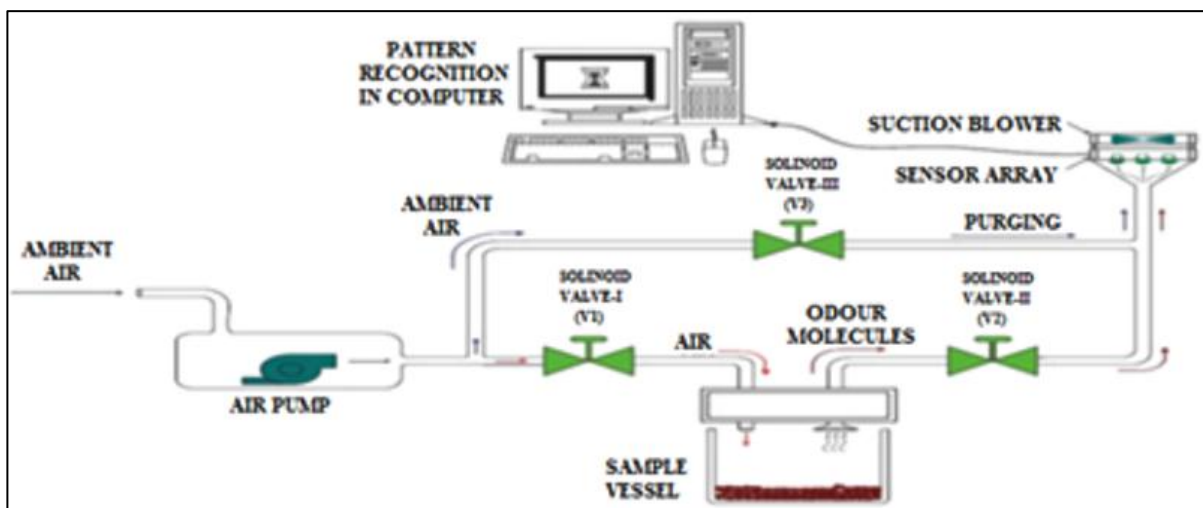 PATTERN
RECOGNITION
IN COMPUTER
SUCTION BLOWER
SENSOR ARRAY
SOLINOID
VALVE-III
(V3)
AMBIENT
AIR
PURGING
AMBIENT
AIR
SOLINOID
VALVE-I
(V1)
SOLINOID
VALVE-II
(V2)
ODOUR
MOLECULES
AIR
AIR PUMP
SAMPLE
VESSEL